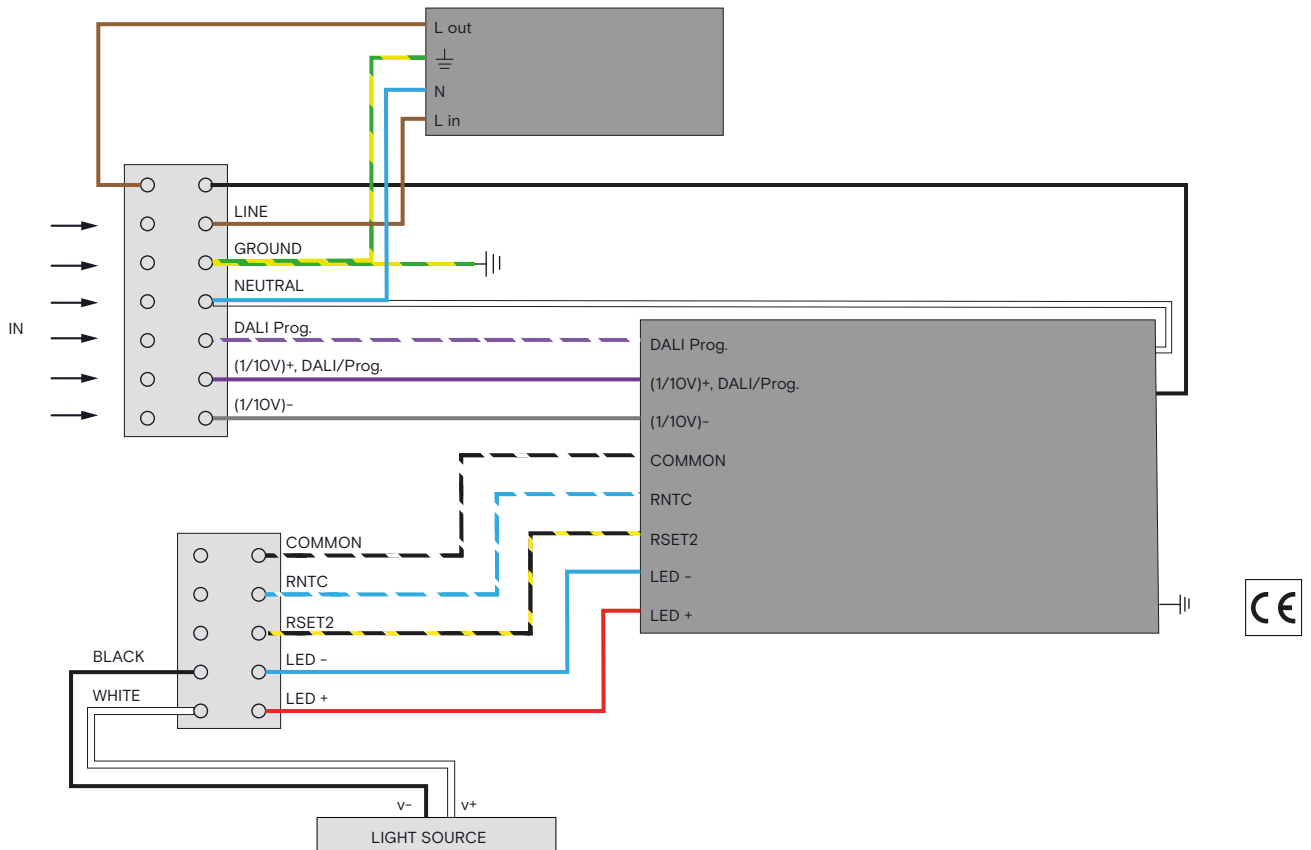 L out
N
L in
LINE
GROUND
NEUTRAL
IN
DALI Prog.
(1/10V)+, DALI/Prog.
(1/10V)-
DALI Prog.
(1/10V)+, DALI/Prog.
(1/10V)-
COMMON
RNTC
RSET2
LED -
LED +
CE
COMMON
RNTC
RSET2
BLACK
LED -
WHITE
LED +
v-
v+
LIGHT SOURCE